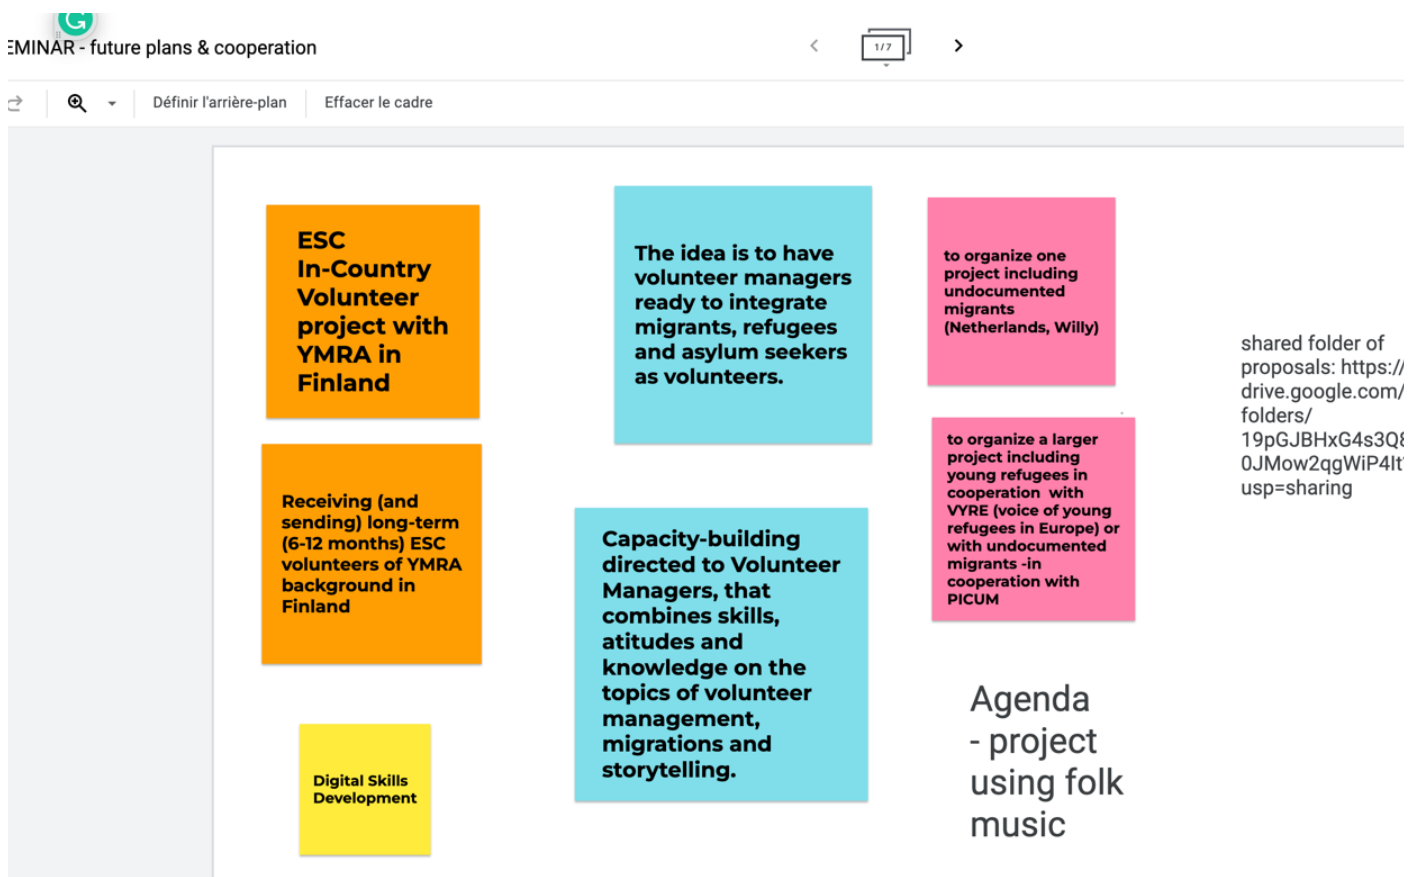 EMINAR - future plans & cooperation
1/7
Définir l'arrière-plan
Effacer le cadre
ESC
In-Country
Volunteer
project with
YMRA in
Finland
Receiving (and
sending) long-term
(6-12 months) ESC
volunteers of YMRA
background in
Finland
Digital Skills
Development
The idea is to have
volunteer managers
ready to integrate
migrants, refugees
and asylum seekers
as volunteers.
Capacity-building
directed to Volunteer
Managers, that
combines skills,
atitudes and
knowledge on the
topics of volunteer
management,
migrations and
storytelling.
to organize one
project including
undocumented
migrants
(Netherlands, Willy)
to organize a larger
project including
young refugees in
cooperation with
VYRE (voice of young
refugees in Europe) or
with undocumented
migrants -in
cooperation with
PICUM
Agenda
- project
using folk
music
shared folder of
proposals: https://
drive.google.com/
folders/
19pGJBHxG4s3Q8
0JMow2qgWiP4It
usp=sharing